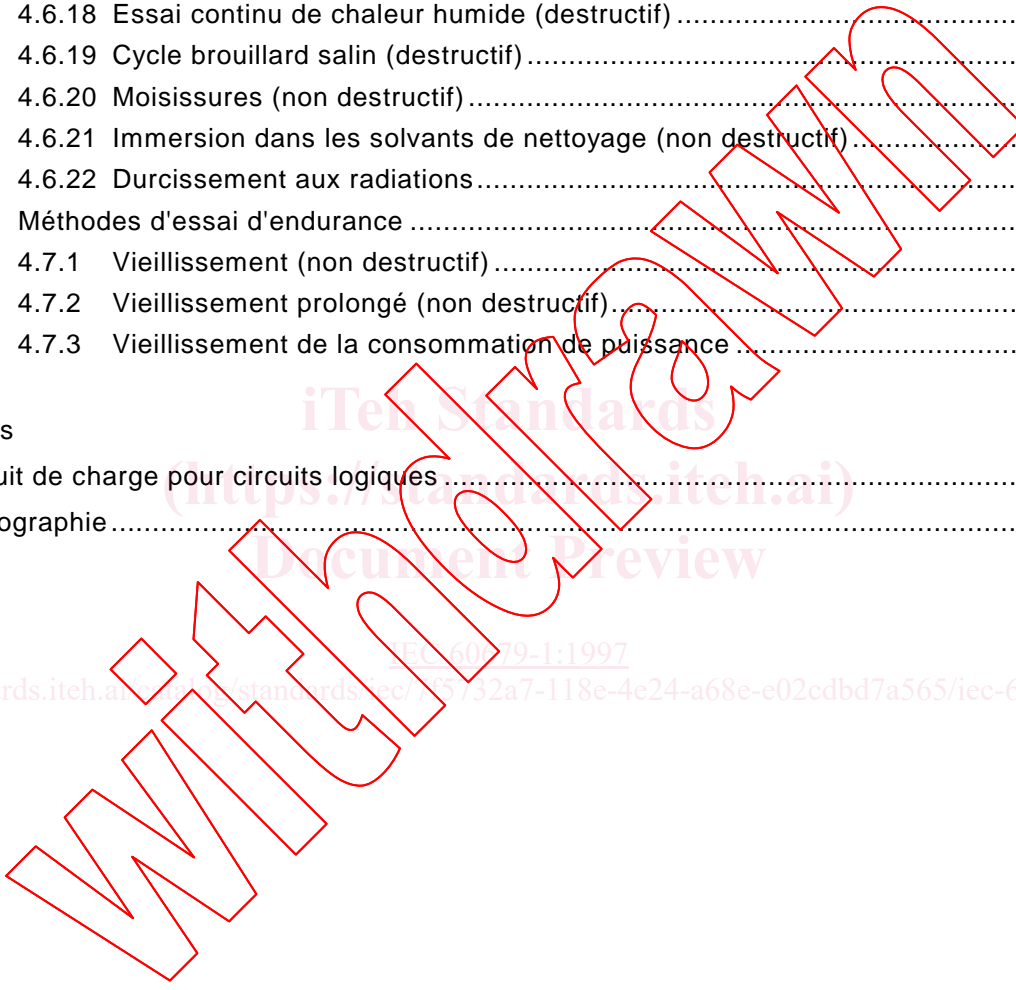 4.6.18 Essai continu de chaleur humide (destructif)
4.6.19 Cycle brouillard salin (destructif)
4.6.20 Moisissures (non destructif)
4.6.21 Immersion dans les solvants de nettoyage (non destructif)
4.6.22 Durcissement aux radiations
Méthodes d'essai d'endurance
4.7.1 Vieillissement (non destructif)
4.7.2 Vieillissement prolongé (non destructif)
4.7.3 Vieillissement de la consommation de puissance
iTeh Standards
s
uit de charge pour circuits logiques
(https://standards.iteh.ai)
ographie
Document Preview
withdrawn
IEC 60679-1:1997
rds.iteh.ai/catalog/standards/iec/7f5732a7-118e-4e24-a68e-e02cdbd7a565/iec-6